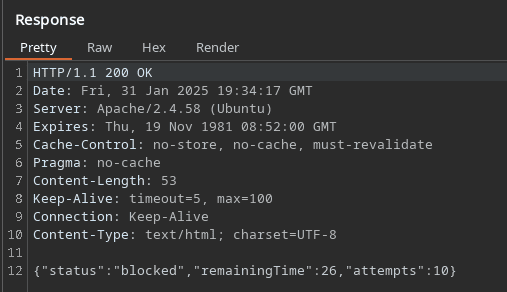 Response
Pretty Raw Hex Render
1 HTTP/1.1 200 OK
2 Date: Fri, 31 Jan 2025 19:34:17 GMT
3 Server: Apache/2.4.58 (Ubuntu)
4 Expires: Thu, 19 Nov 1981 08:52:00 GMT
5 Cache-Control: no-store, no-cache, must-revalidate
6 Pragma: no-cache
7 Content-Length: 53
8 Keep-Alive: timeout=5, max=100
9 Connection: Keep-Alive
10 Content-Type: text/html; charset=UTF-8
11
12 {"status":"blocked","remainingTime":26,"attempts":10}